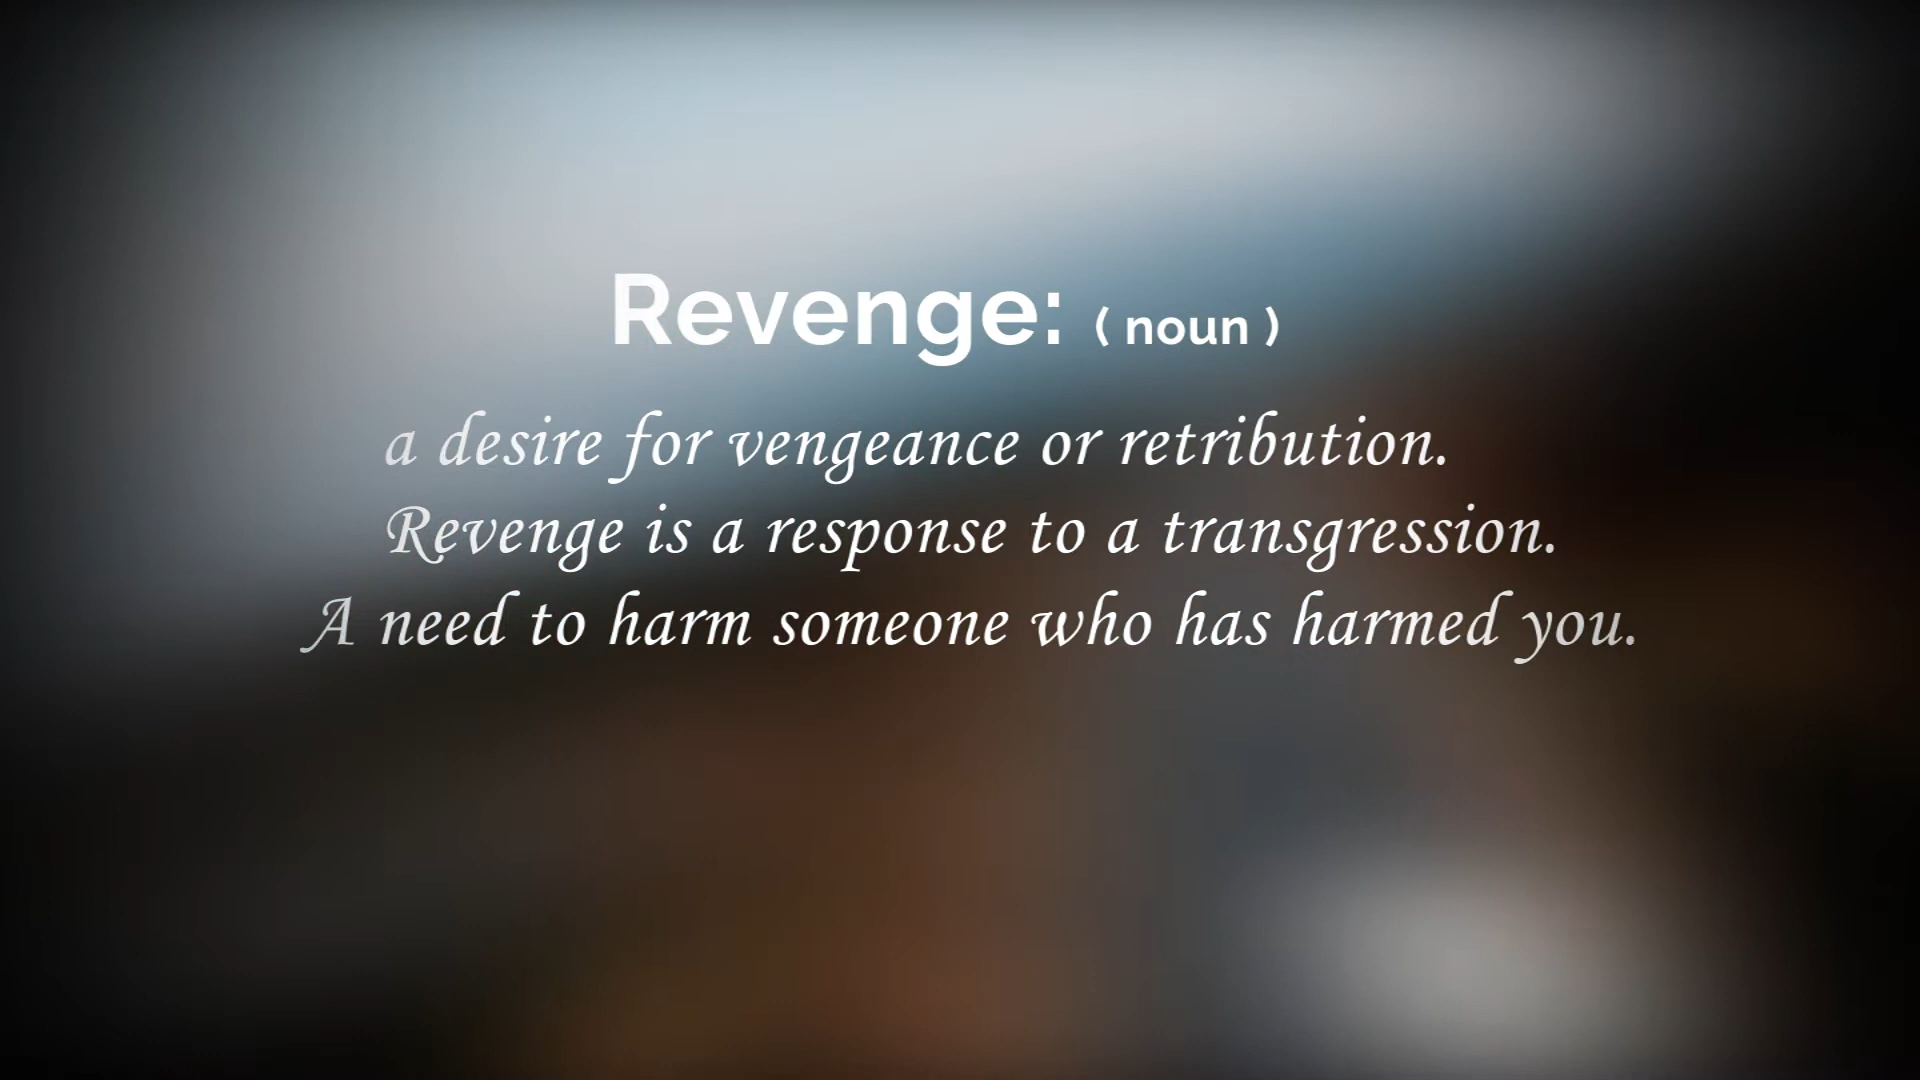 Revenge: ( noun )
a desire for vengeance or retribution.
Revenge is a response to a transgression.
A need to harm someone who has harmed you.